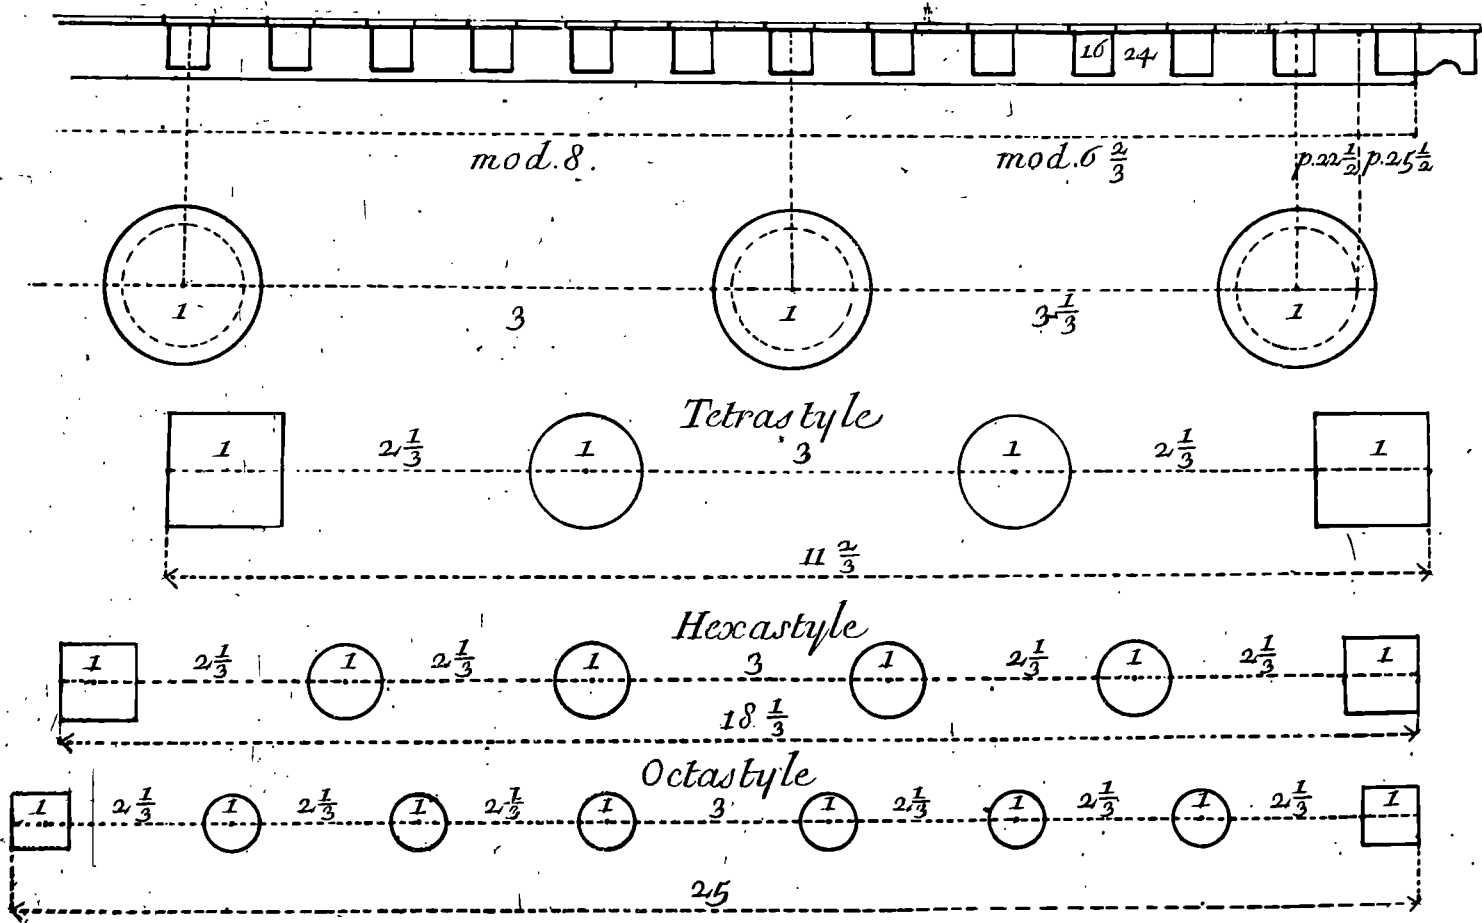 16 24
mod. 8. mod. 6 2/3 p. 22 1/2 p. 25 1/2
1 3 1 3 1/3 1
Tetrastyle
1 2 1/3 1 3 1 2 1/3 1
11 2/3
Hexastyle
1 2 1/3 1 2 1/3 1 3 1 2 1/3 1 2 1/3 1
18 1/3
Octastyle
1 2 1/3 1 2 1/3 1 2 1/3 1 3 1 2 1/3 1 2 1/3 1 2 1/3 1
25